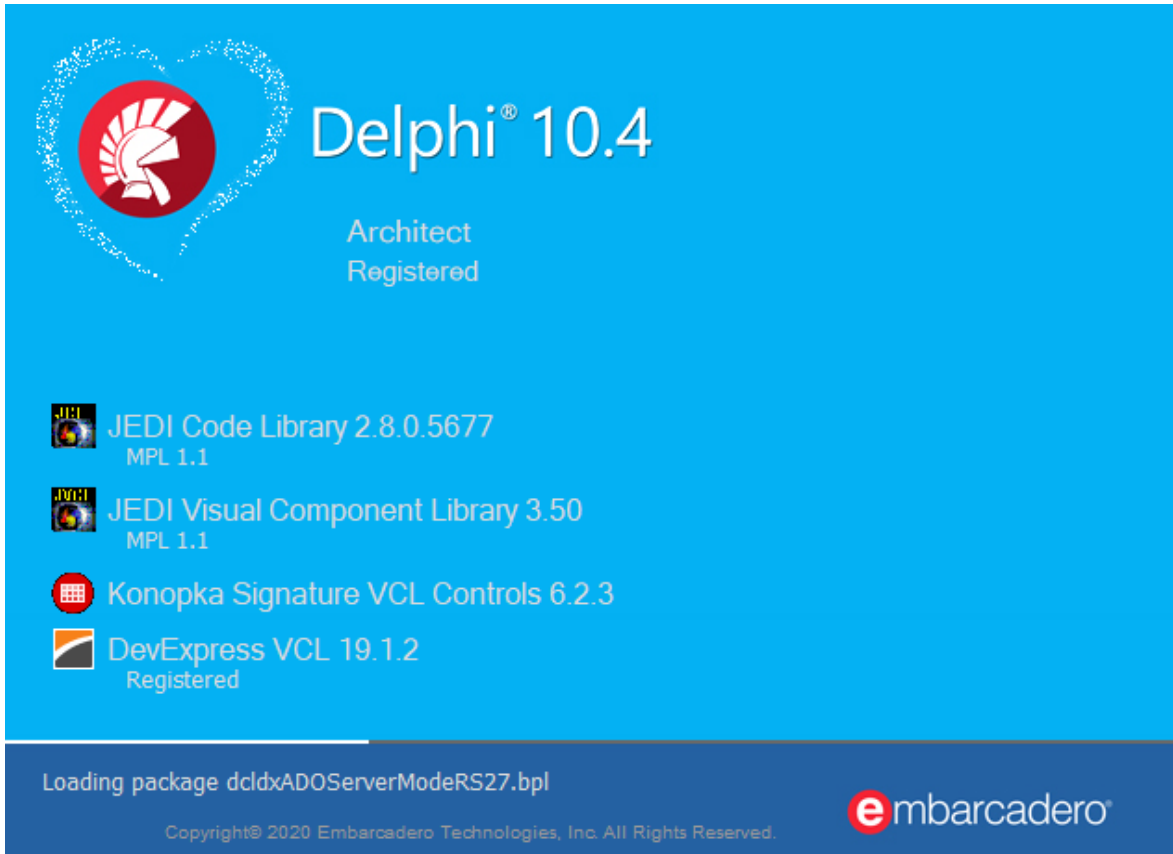 Delphi® 10.4
Architect
Registered
JCL
JEDI Code Library 2.8.0.5677
MPL 1.1
JVCL
JEDI Visual Component Library 3.50
MPL 1.1
Konopka Signature VCL Controls 6.2.3
DevExpress VCL 19.1.2
Registered
Loading package dcldxADOServerModeRS27.bpl
embarcadero®
Copyright© 2020 Embarcadero Technologies, Inc. All Rights Reserved.